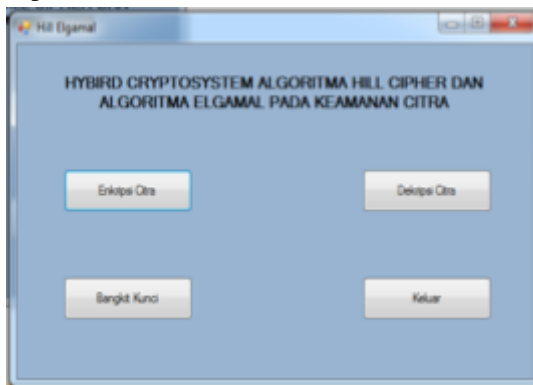 Hill Elgamal
HYBIRD CRYPTOSYSTEM ALGORITMA HILL CIPHER DAN
ALGORITMA ELGAMAL PADA KEAMANAN CITRA
Enkripsi Citra
Dekripsi Citra
Bangkit Kunci
Keluar